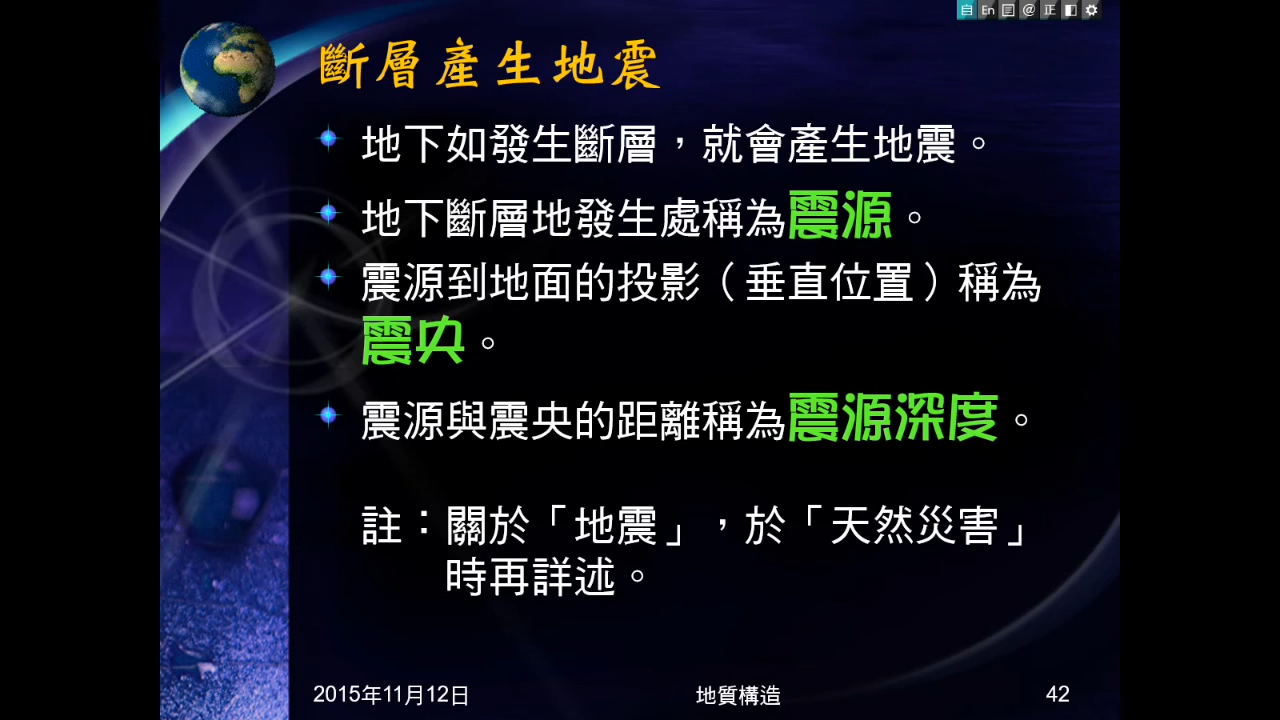 自 En @ 正
斷層產生地震
地下如發生斷層，就會產生地震。
地下斷層地發生處稱為震源。
震源到地面的投影（垂直位置）稱為
震央。
震源與震央的距離稱為震源深度。
註：關於「地震」，於「天然災害」
時再詳述。
2015年11月12日 地質構造 42